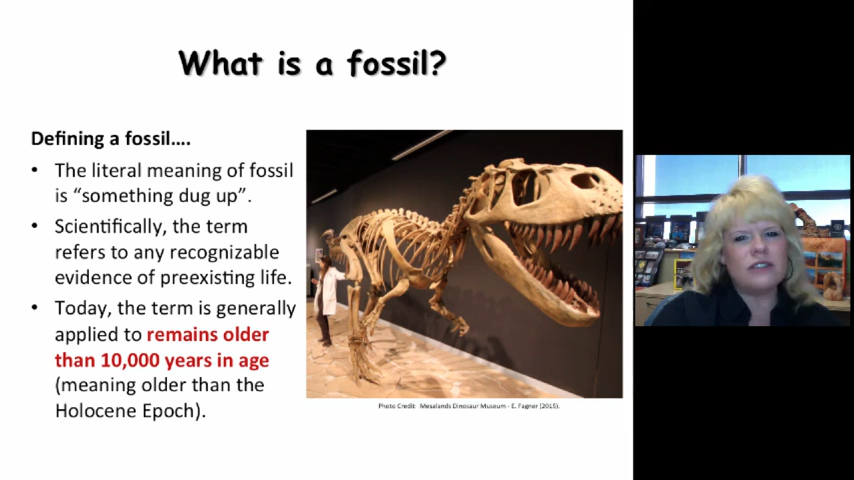 What is a fossil?
Defining a fossil....
• The literal meaning of fossil
is “something dug up”.
• Scientifically, the term
refers to any recognizable
evidence of preexisting life.
• Today, the term is generally
applied to remains older
than 10,000 years in age
(meaning older than the
Holocene Epoch).
Photo Credit: Mesalands Dinosaur Museum - E. Fagner (2015).